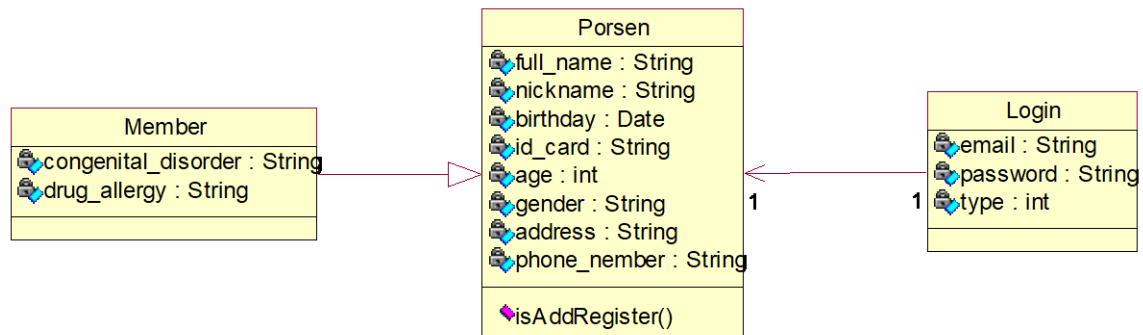 Member
congenital_disorder : String
drug_allergy : String
Porsen
full_name : String
nickname : String
birthday : Date
id_card : String
age : int
gender : String
address : String
phone_nember : String
isAddRegister()
1
1
Login
email : String
password : String
type : int